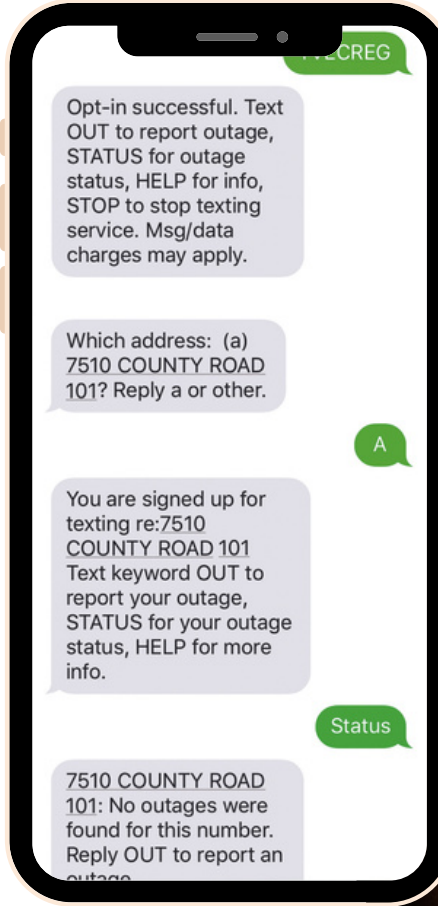 Opt-in successful. Text
OUT to report outage,
STATUS for outage
status, HELP for info,
STOP to stop texting
service. Msg/data
charges may apply.
Which address:  (a)
7510 COUNTY ROAD
101? Reply a or other.
A
You are signed up for
texting re:7510
COUNTY ROAD 101
Text keyword OUT to
report your outage,
STATUS for your outage
status, HELP for more
info.
Status
7510 COUNTY ROAD
101: No outages were
found for this number.
Reply OUT to report an
outage